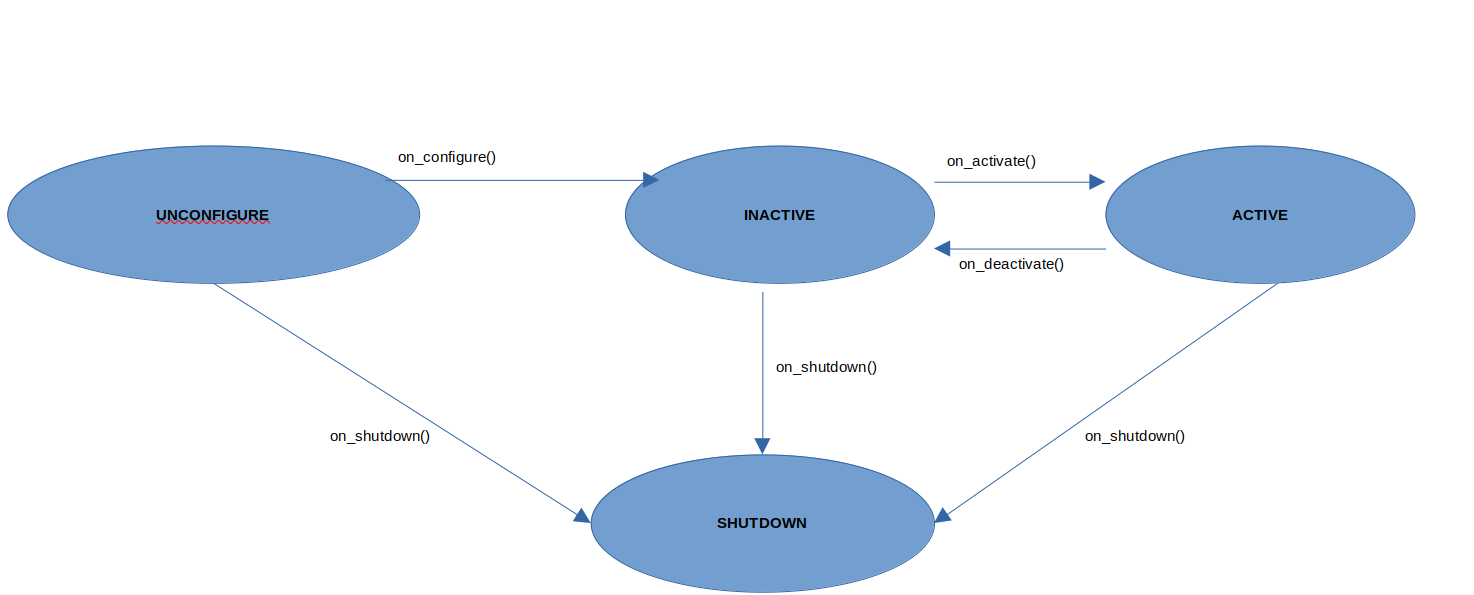 on_configure()
on_activate()
UNCONFIGURE
INACTIVE
ACTIVE
on_deactivate()
on_shutdown()
on_shutdown()
on_shutdown()
SHUTDOWN